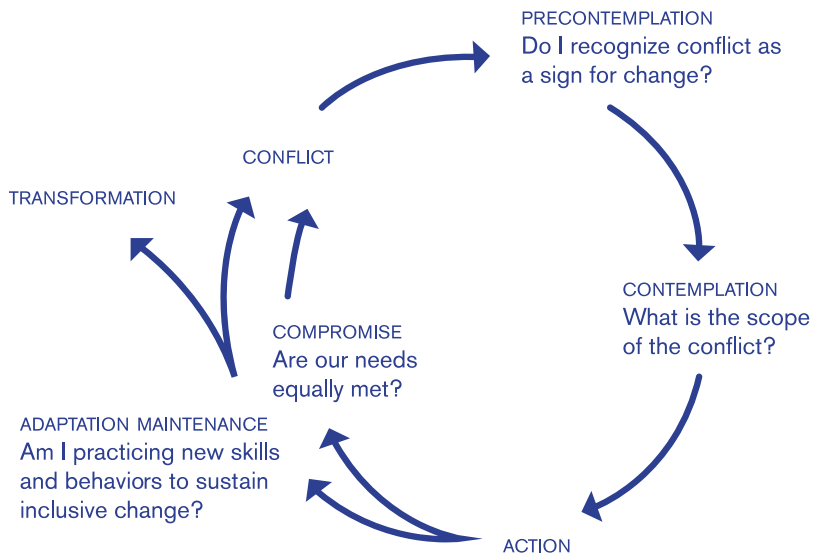 PRECONTEMPLATION
Do I recognize conflict as
a sign for change?
CONFLICT
TRANSFORMATION
CONTEMPLATION
What is the scope
of the conflict?
COMPROMISE
Are our needs
equally met?
ADAPTATION MAINTENANCE
Am I practicing new skills
and behaviors to sustain
inclusive change?
ACTION